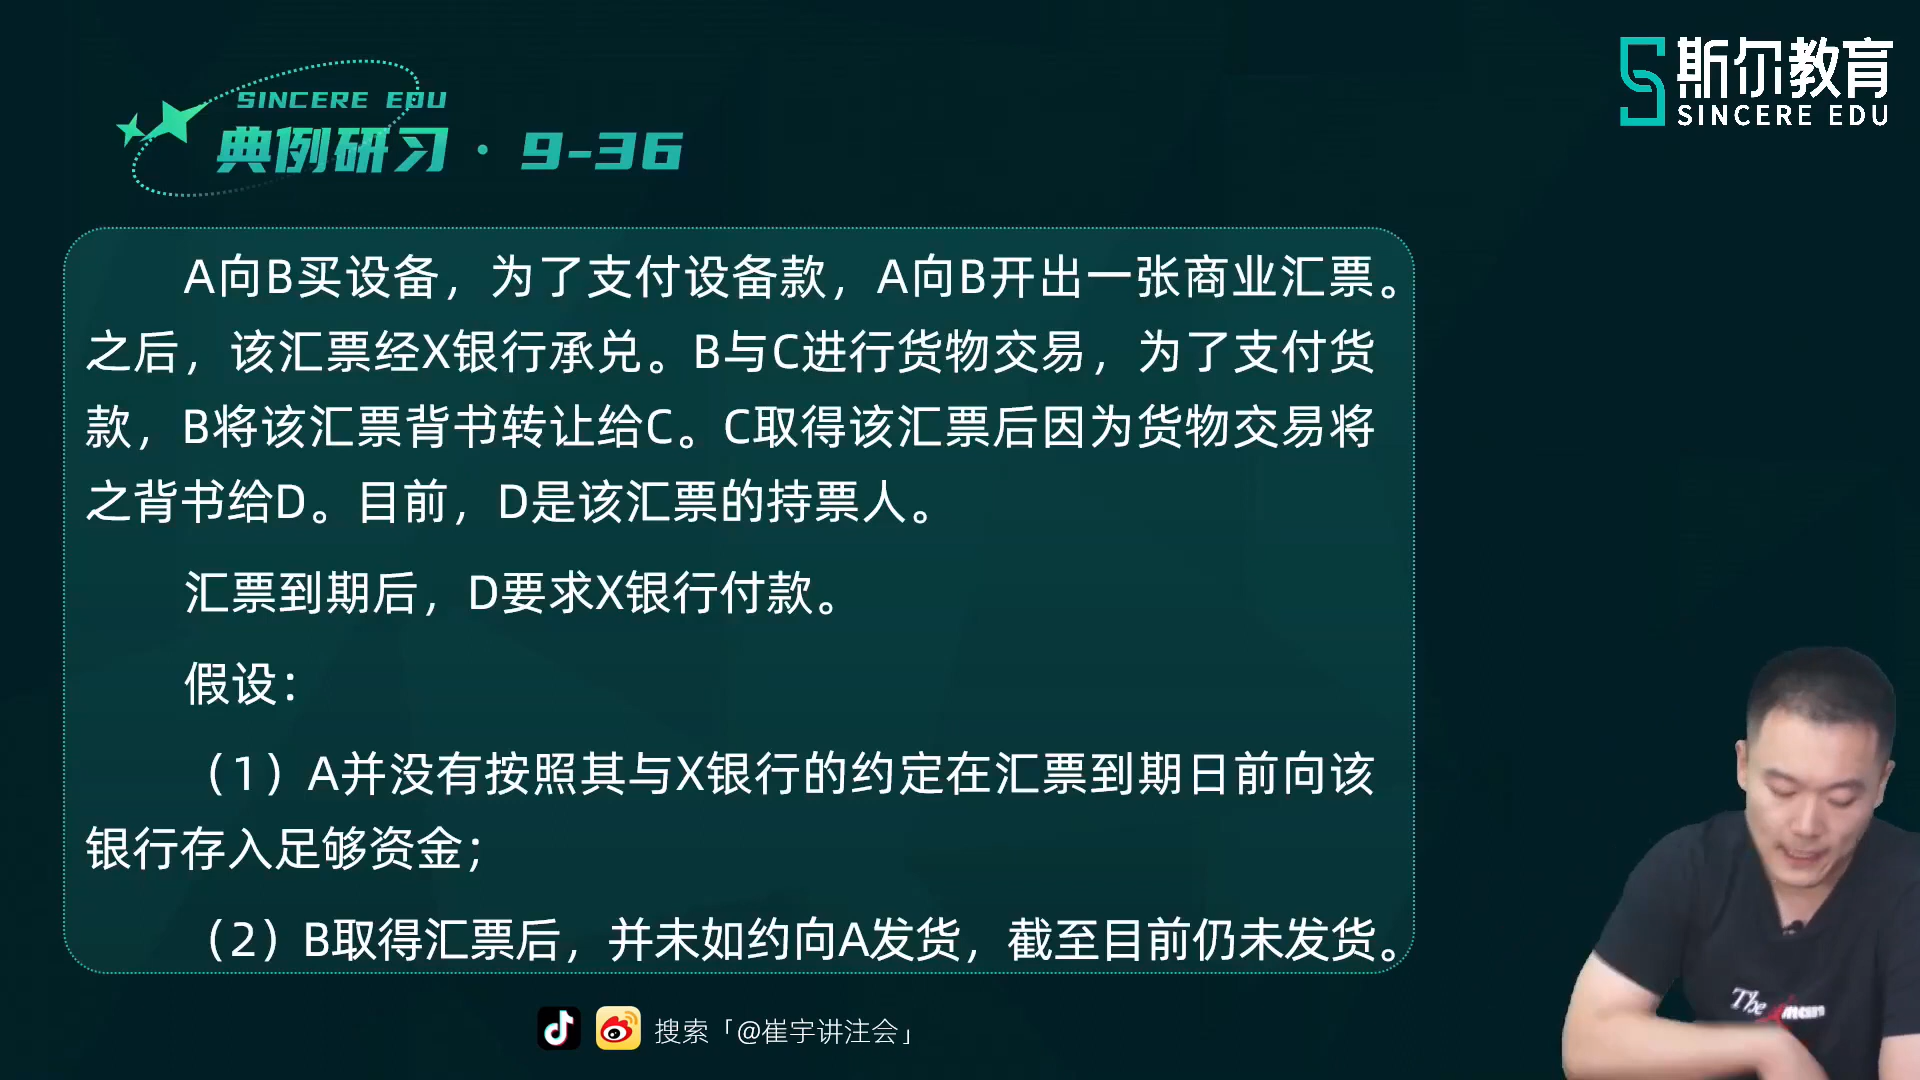 SINCERE EDU
典例研习·9-36
斯尔教育
SINCERE EDU
A向B买设备，为了支付设备款，A向B开出一张商业汇票。
之后，该汇票经X银行承兑。B与C进行货物交易，为了支付货
款，B将该汇票背书转让给C。C取得该汇票后因为货物交易将
之背书给D。目前，D是该汇票的持票人。
汇票到期后，D要求X银行付款。
假设：
（1）A并没有按照其与X银行的约定在汇票到期日前向该
银行存入足够资金；
（2）B取得汇票后，并未如约向A发货，截至目前仍未发货。
搜索「@崔宇讲注会」
The